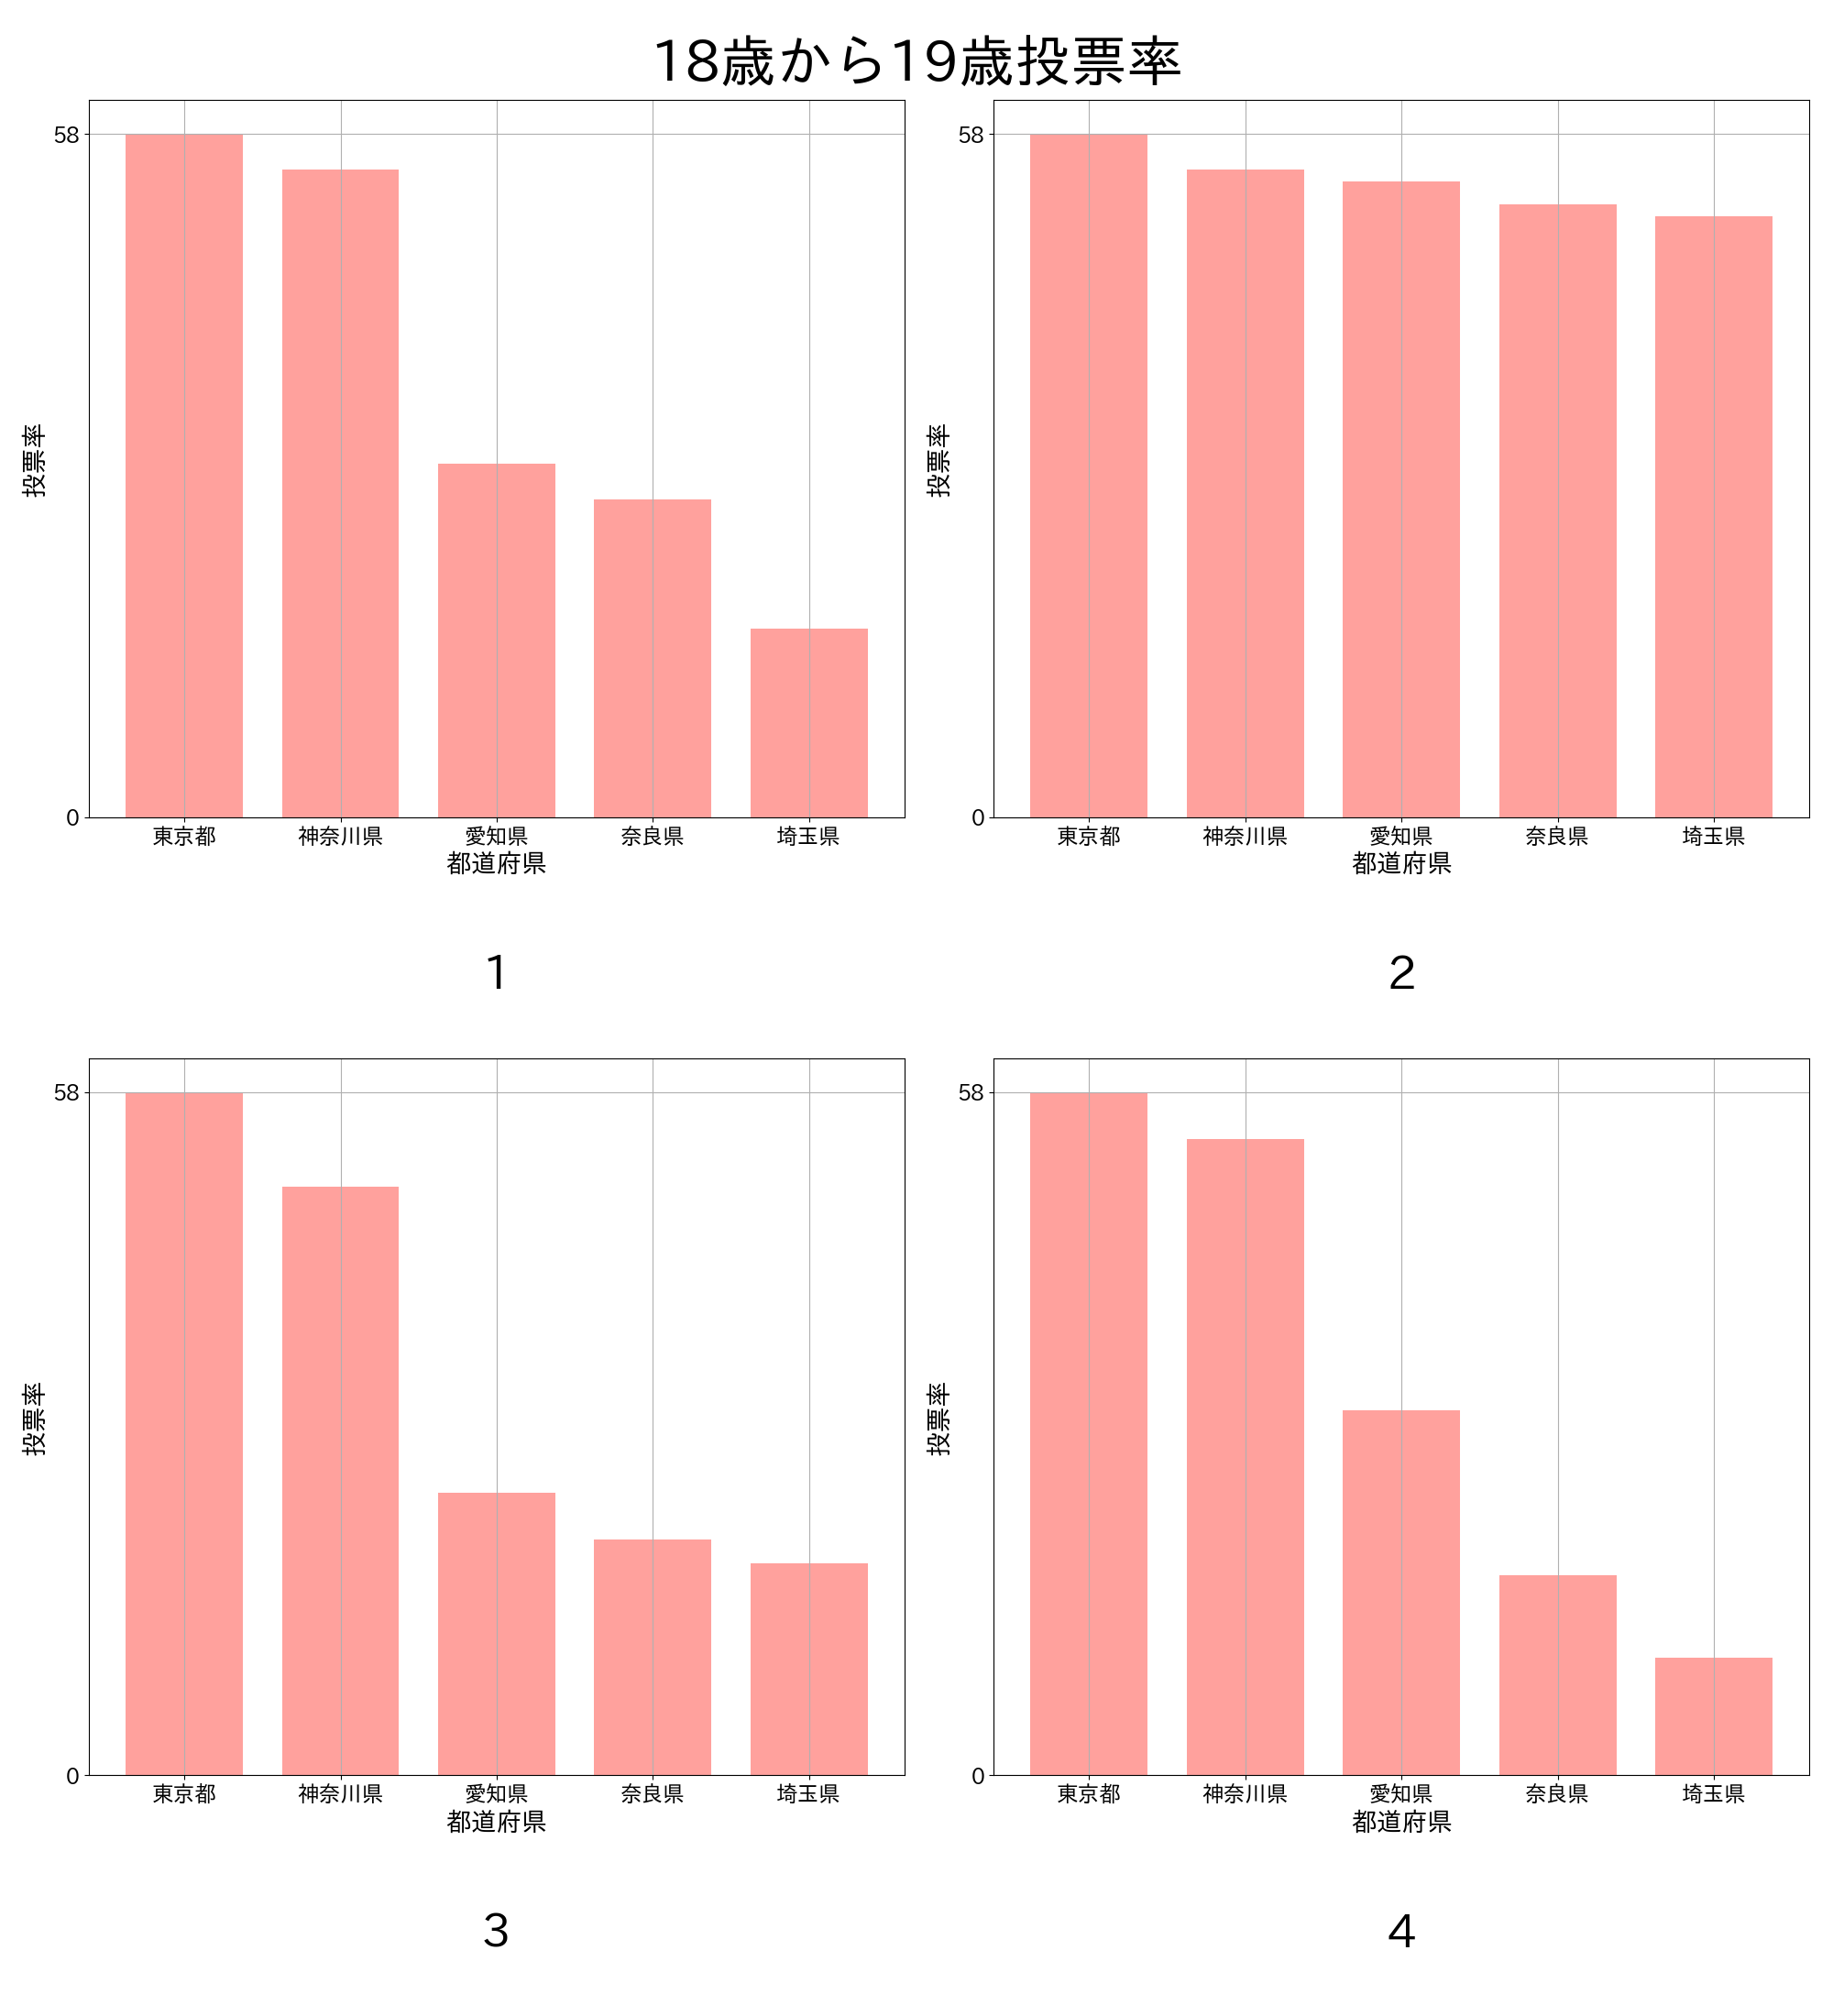 18歳から19歳投票率
58
0
投票率
東京都 神奈川県 愛知県 奈良県 埼玉県
都道府県
1
58
0
投票率
東京都 神奈川県 愛知県 奈良県 埼玉県
都道府県
2
58
0
投票率
東京都 神奈川県 愛知県 奈良県 埼玉県
都道府県
3
58
0
投票率
東京都 神奈川県 愛知県 奈良県 埼玉県
都道府県
4